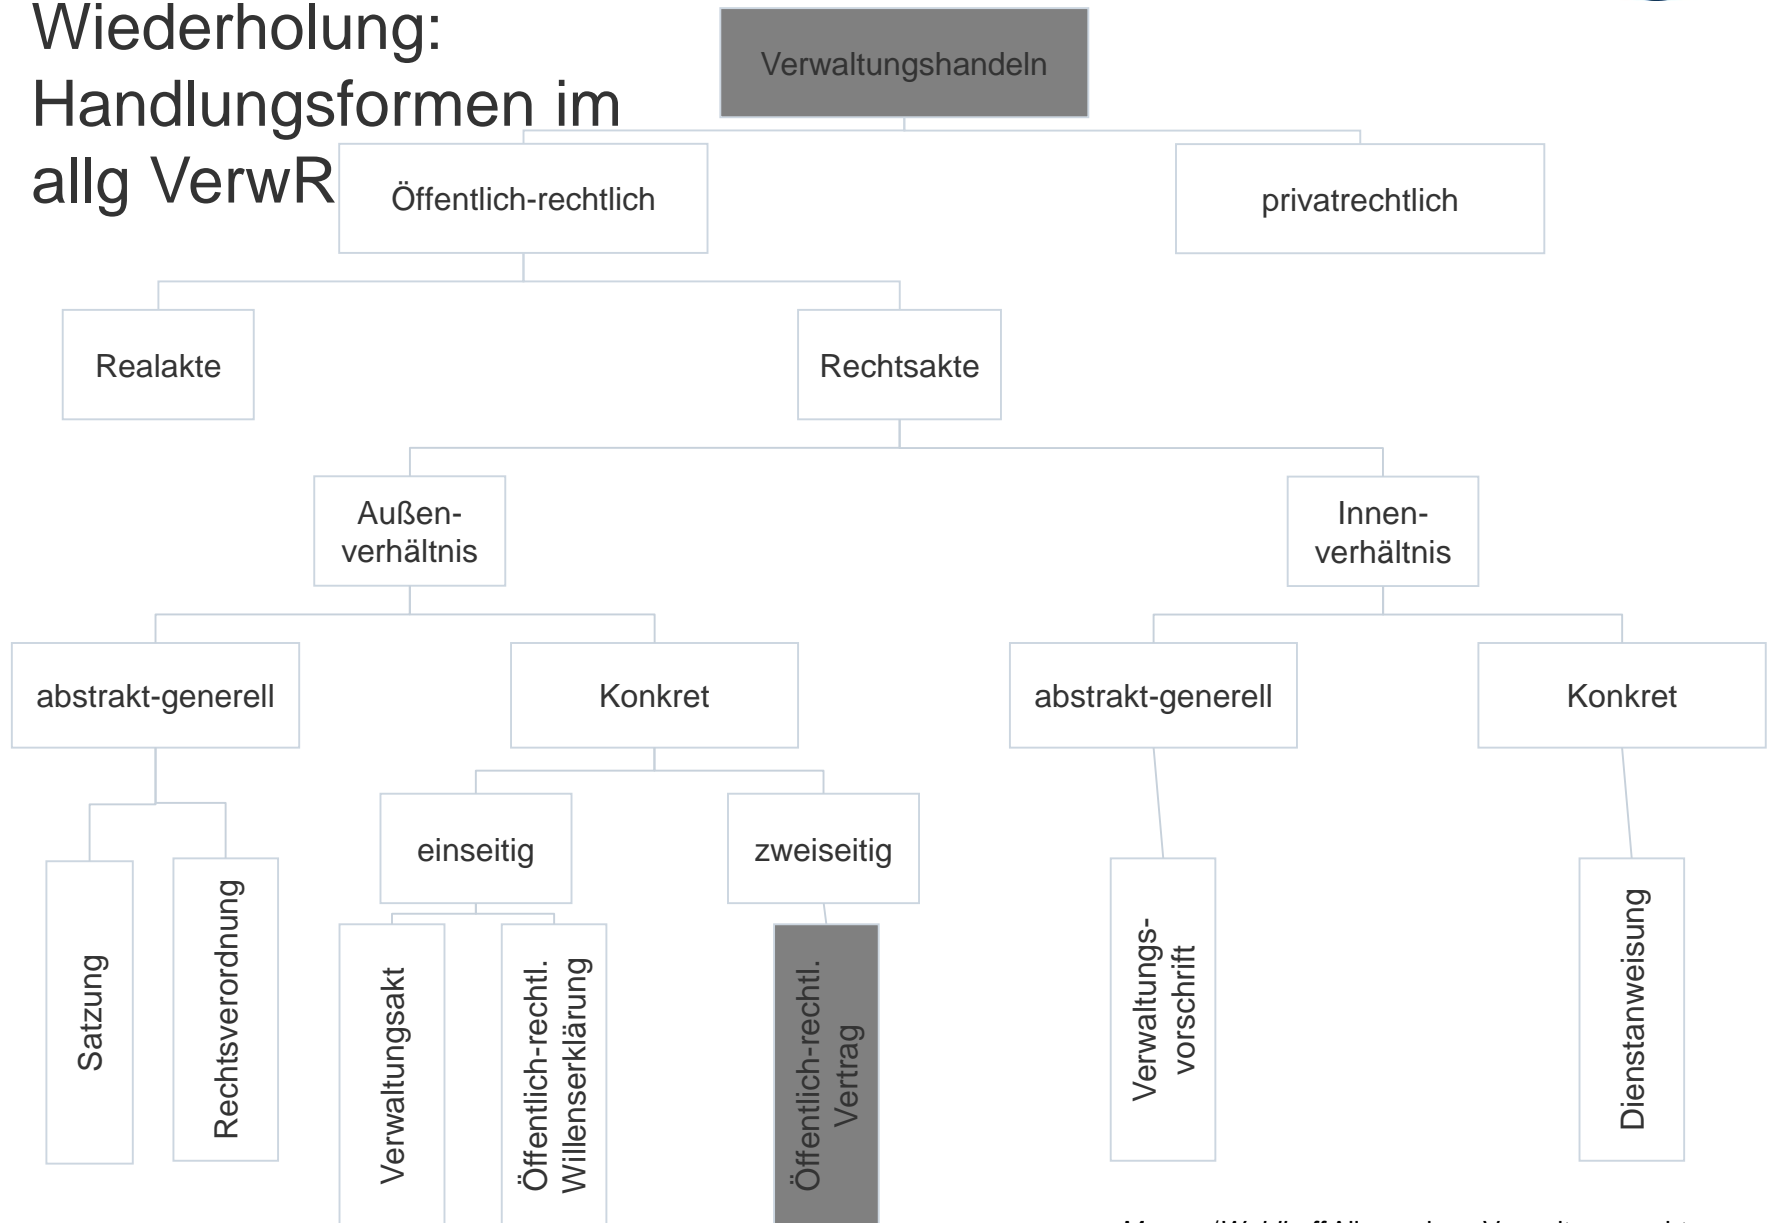 Wiederholung:
Handlungsformen im
allg VerwR
Verwaltungshandeln
Öffentlich-rechtlich
privatrechtlich
Realakte
Rechtsakte
Außen-
verhältnis
Innen-
verhältnis
abstrakt-generell
Konkret
abstrakt-generell
Konkret
einseitig
zweiseitig
Satzung
Rechtsverordnung
Verwaltungsakt
Öffentlich-rechtl.
Willenserklärung
Öffentlich-rechtl.
Vertrag
Verwaltungs-
vorschrift
Dienstanweisung